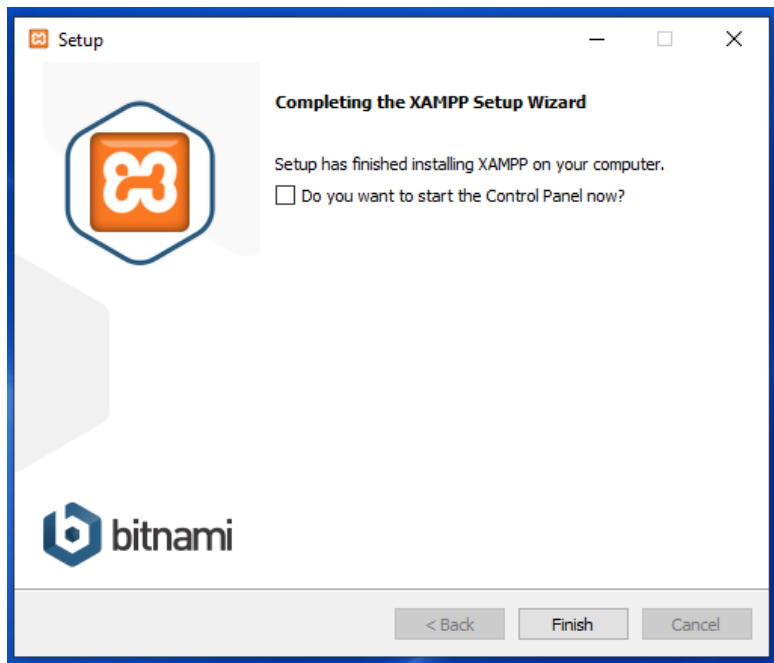 Setup
Completing the XAMPP Setup Wizard
Setup has finished installing XAMPP on your computer.
Do you want to start the Control Panel now?
bitnami
< Back
Finish
Cancel